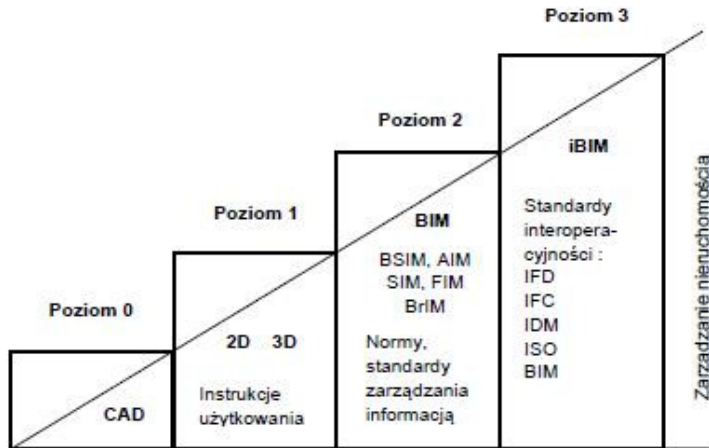 Poziom 0
CAD
Poziom 1
2D 3D
Instrukcje
użytkowania
Poziom 2
BIM
BSIM, AIM
SIM, FIM
BrIM
Normy,
standardy
zarządzania
informacją
Poziom 3
iBIM
Standardy
interopera-
cyjności :
IFD
IFC
IDM
ISO
BIM
Zarządzanie nieruchomością